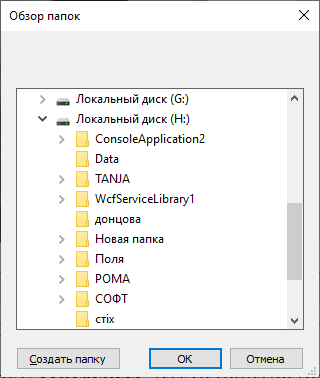 Обзор папок
Локальный диск (G:)
Локальный диск (H:)
ConsoleApplication2
Data
TANJA
WcfServiceLibrary1
донцова
Новая папка
Поля
РОМА
СОФТ
стіх
Создать папку
ОК
Отмена